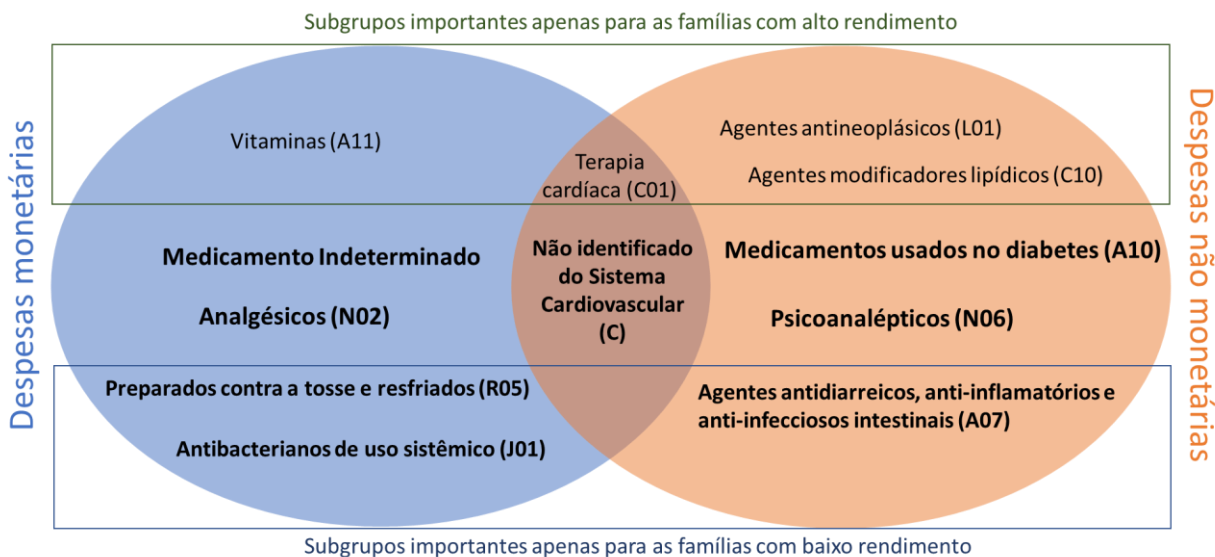 Subgrupos importantes apenas para as famílias com alto rendimento
Despesas monetárias
Despesas não monetárias
Vitaminas (A11)
Terapia
cardíaca (C01)
Agentes antineoplásicos (L01)
Agentes modificadores lipídicos (C10)
Medicamento Indeterminado
Analgésicos (N02)
Não identificado
do Sistema
Cardiovascular
(C)
Medicamentos usados no diabetes (A10)
Psicoanalépticos (N06)
Preparados contra a tosse e resfriados (R05)
Antibacterianos de uso sistêmico (J01)
Agentes antidiarreicos, anti-inflamatórios e
anti-infecciosos intestinais (A07)
Subgrupos importantes apenas para as famílias com baixo rendimento